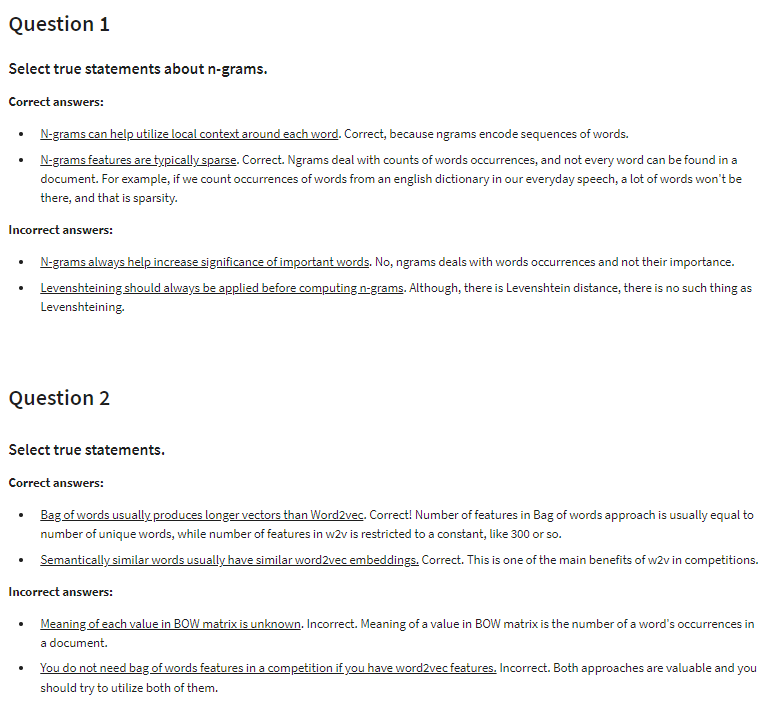 Question 1
Select true statements about n-grams.
Correct answers:
• N-grams can help utilize local context around each word. Correct, because ngrams encode sequences of words.
• N-grams features are typically sparse. Correct. Ngrams deal with counts of words occurrences, and not every word can be found in a
document. For example, if we count occurrences of words from an english dictionary in our everyday speech, a lot of words won't be
there, and that is sparsity.
Incorrect answers:
• N-grams always help increase significance of important words. No, ngrams deals with words occurrences and not their importance.
• Levenshteining should always be applied before computing n-grams. Although, there is Levenshtein distance, there is no such thing as
Levenshteining.
Question 2
Select true statements.
Correct answers:
• Bag of words usually produces longer vectors than Word2vec. Correct! Number of features in Bag of words approach is usually equal to
number of unique words, while number of features in w2v is restricted to a constant, like 300 or so.
• Semantically similar words usually have similar word2vec embeddings. Correct. This is one of the main benefits of w2v in competitions.
Incorrect answers:
• Meaning of each value in BOW matrix is unknown. Incorrect. Meaning of a value in BOW matrix is the number of a word's occurrences in
a document.
• You do not need bag of words features in a competition if you have word2vec features. Incorrect. Both approaches are valuable and you
should try to utilize both of them.